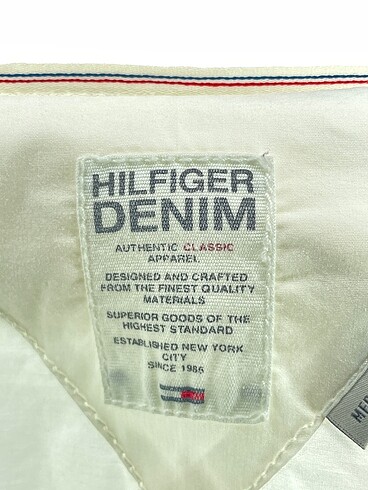 HILFIGER
DENIM
AUTHENTIC CLASSIC
APPAREL
DESIGNED AND CRAFTED
FROM THE FINEST QUALITY
MATERIALS
SUPERIOR GOODS OF THE
HIGHEST STANDARD
ESTABLISHED NEW YORK
CITY
SINCE 1985